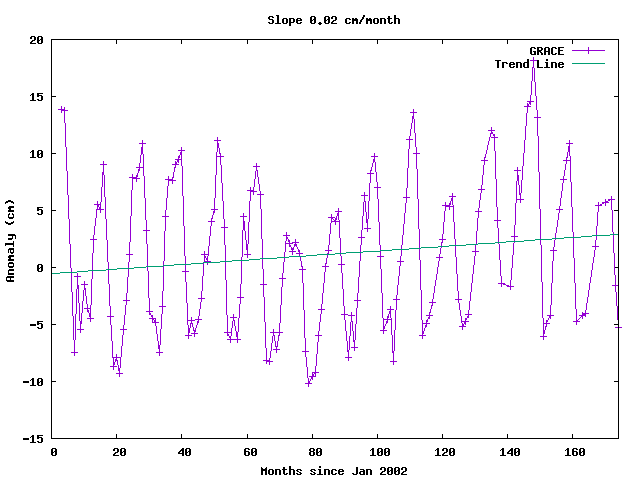 Slope 0.02 cm/month
GRACE
Trend Line
20
15
10
5
0
-5
-10
-15
Anomaly (cm)
0 20 40 60 80 100 120 140 160
Months since Jan 2002